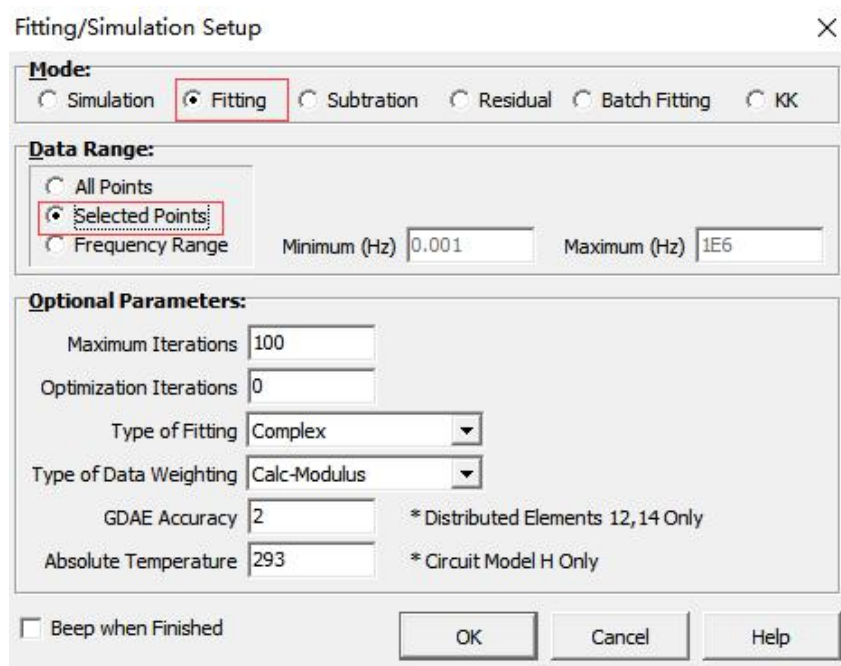 Fitting/Simulation Setup
Mode:
Simulation Fitting Subtration Residual Batch Fitting KK
Data Range:
All Points
Selected Points
Frequency Range Minimum (Hz) 0.001 Maximum (Hz) 1E6
Optional Parameters:
Maximum Iterations 100
Optimization Iterations 0
Type of Fitting Complex
Type of Data Weighting Calc-Modulus
GDAE Accuracy 2 * Distributed Elements 12,14 Only
Absolute Temperature 293 * Circuit Model H Only
Beep when Finished OK Cancel Help